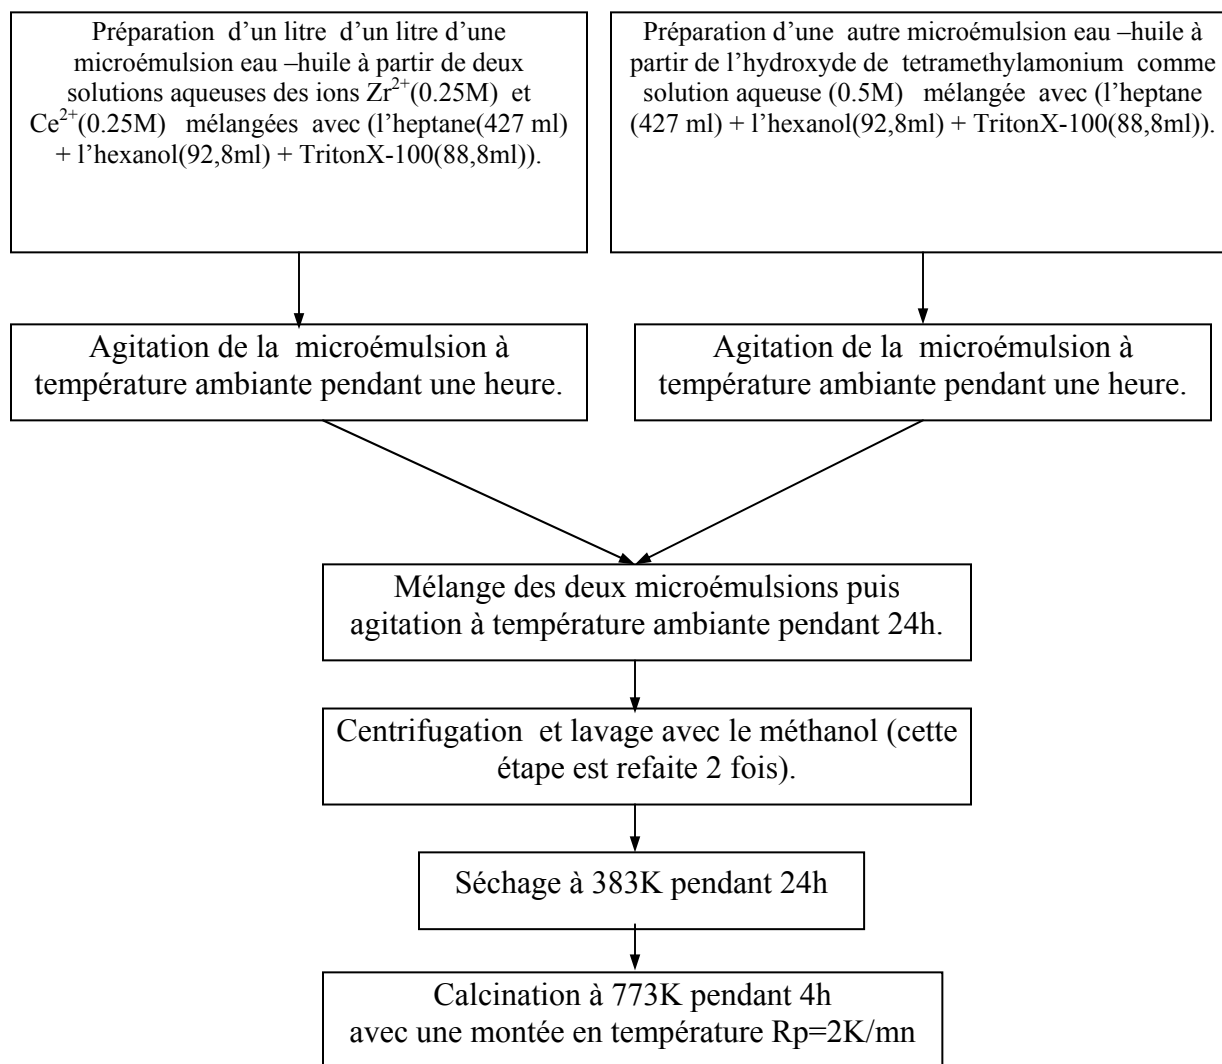 Préparation d’un litre d’un litre d’une
microémulsion eau –huile à partir de deux
solutions aqueuses des ions Zr²⁺(0.25M) et
Ce²⁺(0.25M) mélangées avec (l’heptane(427 ml)
+ l’hexanol(92,8ml) + TritonX-100(88,8ml)).
Préparation d’une autre microémulsion eau –huile à
partir de l’hydroxyde de tetramethylamonium comme
solution aqueuse (0.5M) mélangée avec (l’heptane
(427 ml) + l’hexanol(92,8ml) + TritonX-100(88,8ml)).
Agitation de la microémulsion à
température ambiante pendant une heure.
Agitation de la microémulsion à
température ambiante pendant une heure.
Mélange des deux microémulsions puis
agitation à température ambiante pendant 24h.
Centrifugation et lavage avec le méthanol (cette
étape est refaite 2 fois).
Séchage à 383K pendant 24h
Calcination à 773K pendant 4h
avec une montée en température Rp=2K/mn